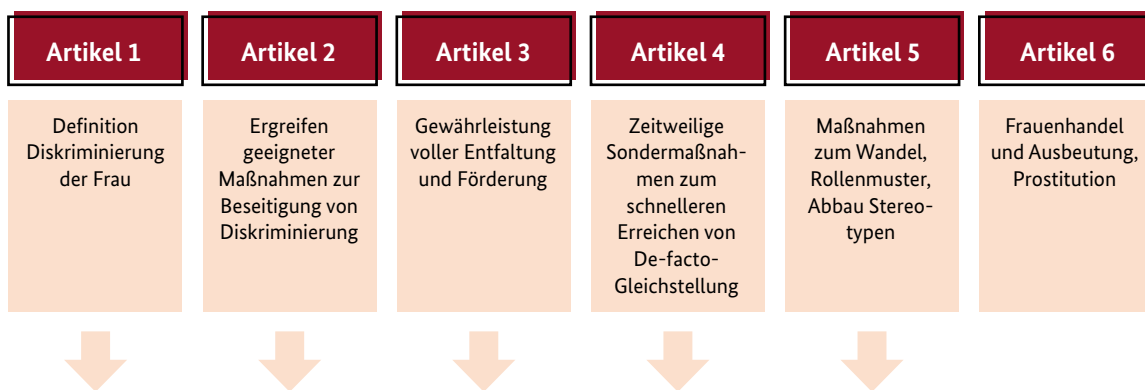 Artikel 1
Definition
Diskriminierung
der Frau
Artikel 2
Ergreifen
geeigneter
Maßnahmen zur
Beseitigung von
Diskriminierung
Artikel 3
Gewährleistung
voller Entfaltung
und Förderung
Artikel 4
Zeitweilige
Sondermaßnah-
men zum
schnelleren
Erreichen von
De-facto-
Gleichstellung
Artikel 5
Maßnahmen
zum Wandel,
Rollenmuster,
Abbau Stereo-
typen
Artikel 6
Frauenhandel
und Ausbeutung,
Prostitution